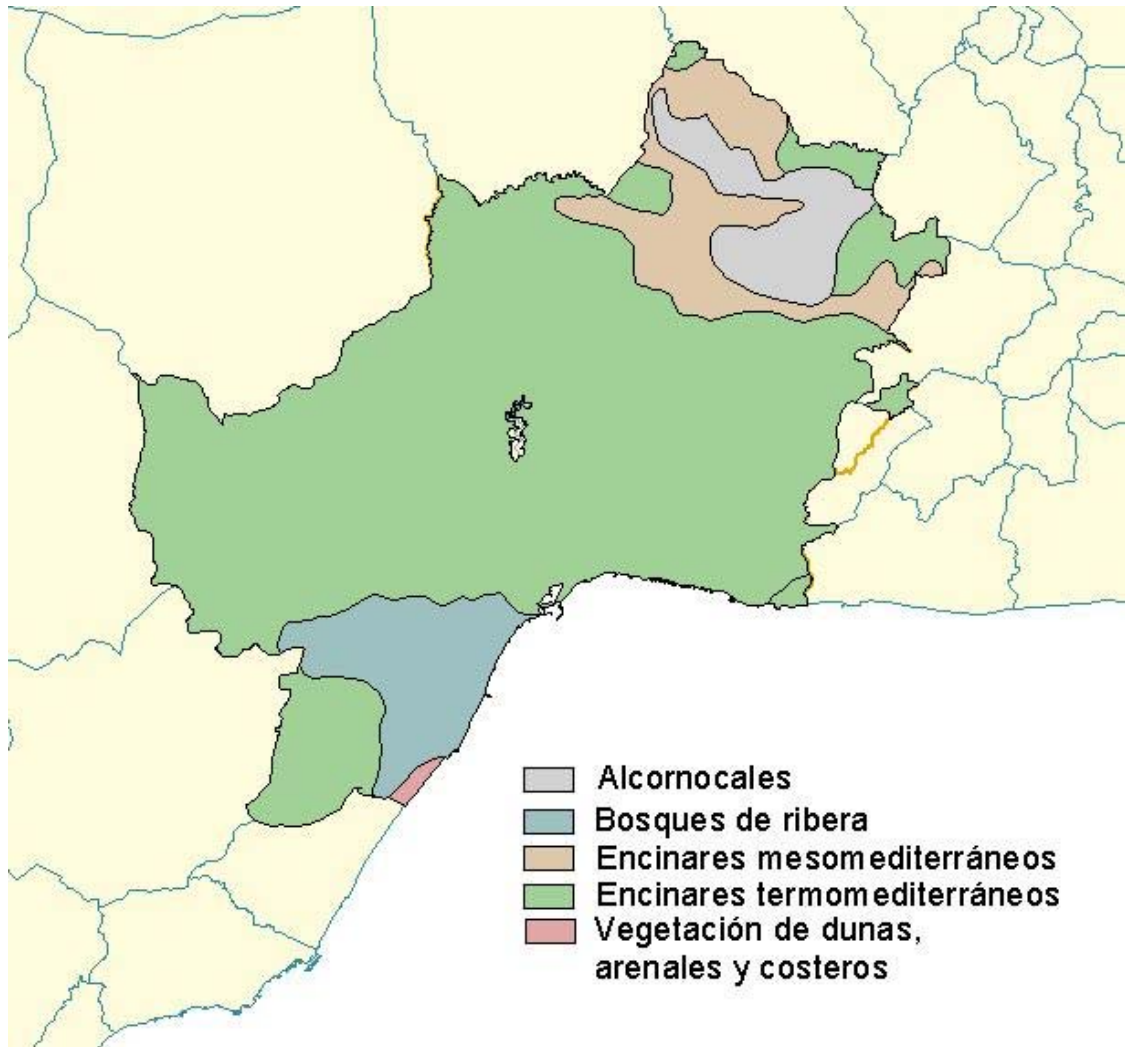 Alcornocales
Bosques de ribera
Encinares mesomediterráneos
Encinares termomediterráneos
Vegetación de dunas,
arenales y costeros